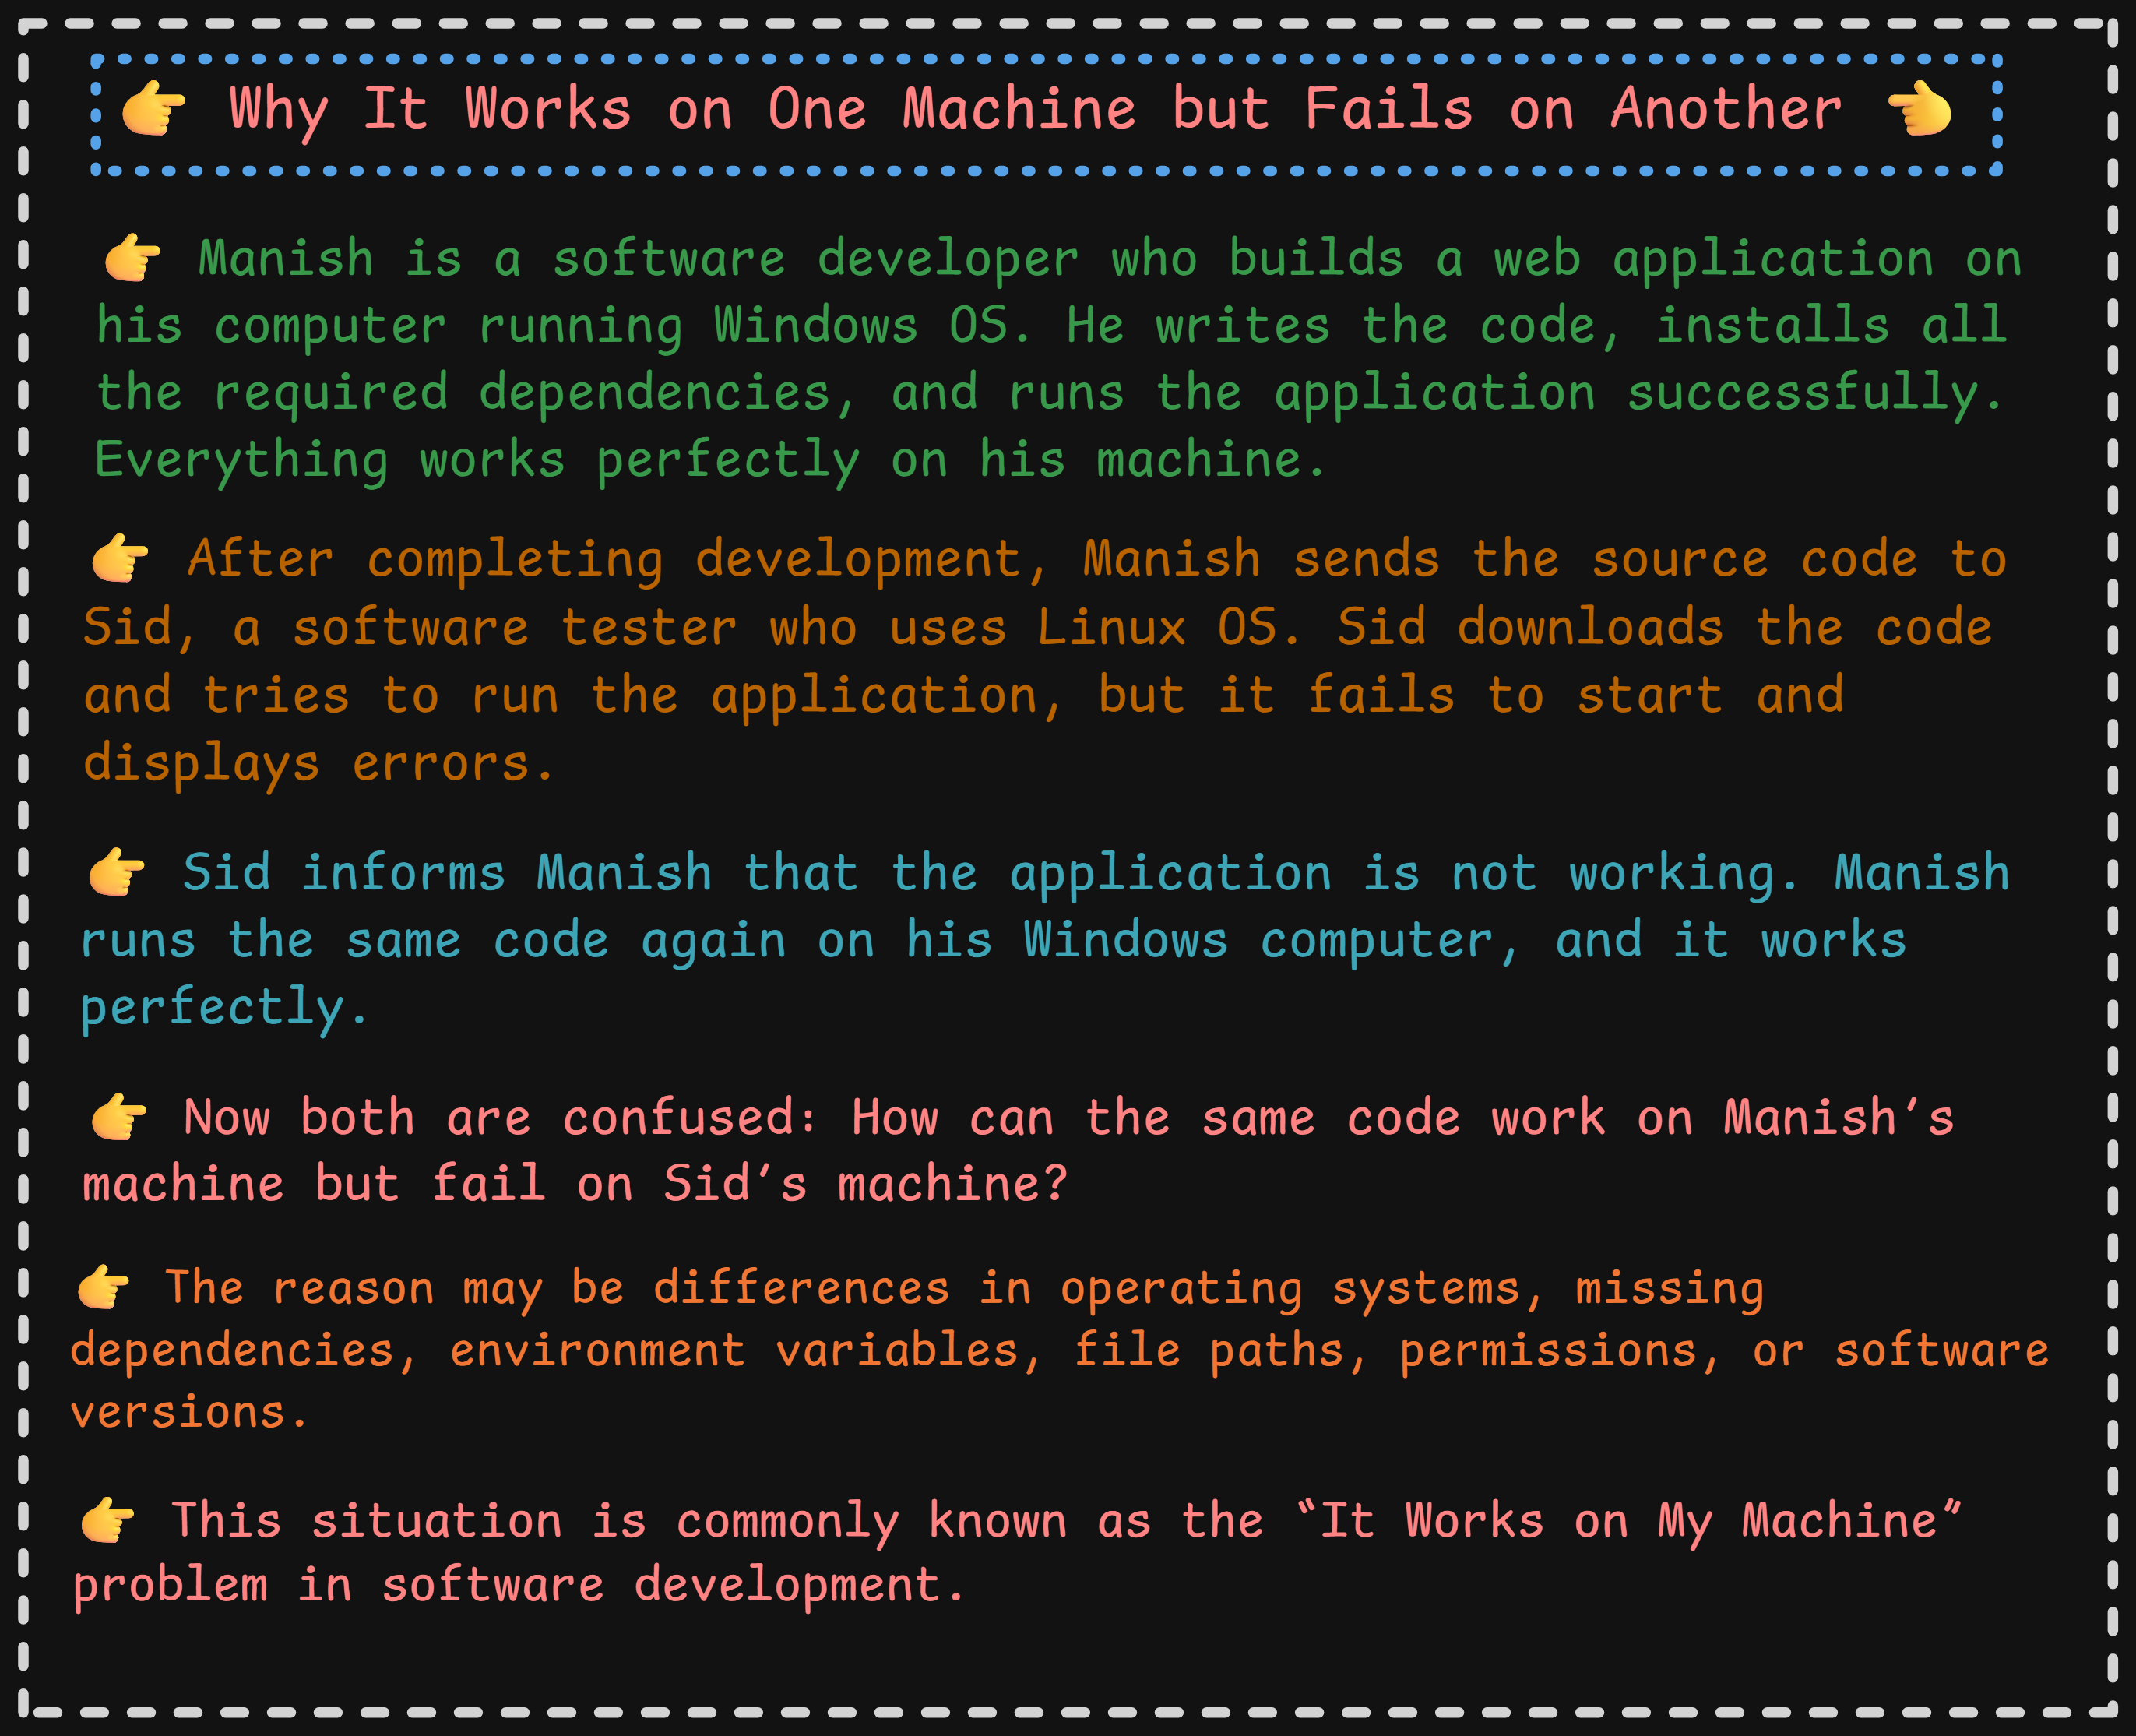 👉 Why It Works on One Machine but Fails on Another 👈
👉 Manish is a software developer who builds a web application on
his computer running Windows OS. He writes the code, installs all
the required dependencies, and runs the application successfully.
Everything works perfectly on his machine.
👉 After completing development, Manish sends the source code to
Sid, a software tester who uses Linux OS. Sid downloads the code
and tries to run the application, but it fails to start and
displays errors.
👉 Sid informs Manish that the application is not working. Manish
runs the same code again on his Windows computer, and it works
perfectly.
👉 Now both are confused: How can the same code work on Manish’s
machine but fail on Sid’s machine?
👉 The reason may be differences in operating systems, missing
dependencies, environment variables, file paths, permissions, or software
versions.
👉 This situation is commonly known as the “It Works on My Machine”
problem in software development.